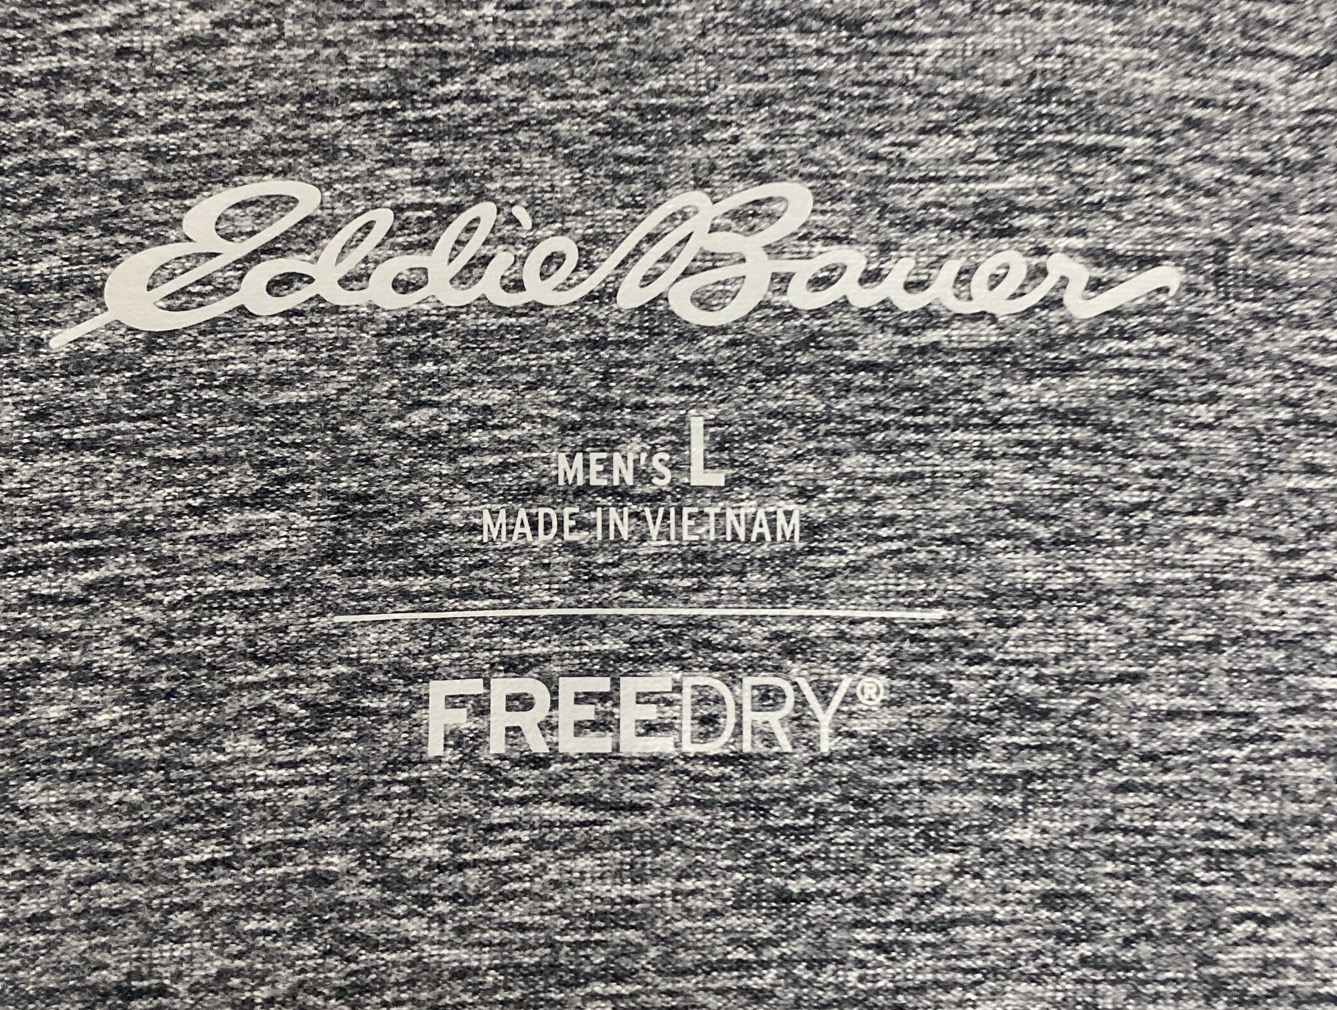 Eddie Bauer
MEN'S L
MADE IN VIETNAM
FREEDRY®